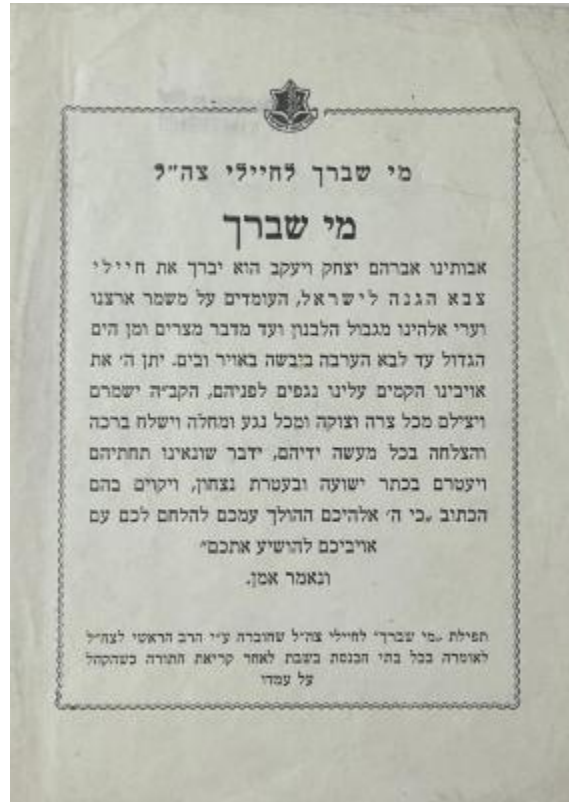 מי שברך לחיילי צה״ל
מי שברך
אבותינו אברהם יצחק ויעקב הוא יברך את חיילי
צבא הגנה לישראל, העומדים על משמר ארצנו
וערי אלהינו מגבול הלבנון ועד מדבר מצרים ומן הים
הגדול עד לבא הערבה ביבשה באויר ובים. יתן ה׳ את
אויבינו הקמים עלינו נגפים לפניהם, הקב״ה ישמרם
ויצילם מכל צרה וצוקה ומכל נגע ומחלה וישלח ברכה
והצלחה בכל מעשה ידיהם, ידבר שונאינו תחתיהם
ויעטרם בכתר ישועה ובעטרת נצחון, ויקוים בהם
הכתוב „כי ה׳ אלהיכם ההולך עמכם להלחם לכם עם
אויביכם להושיע אתכם״
ונאמר אמן.
תפילת „מי שברך״ לחיילי צה״ל שחוברה ע״י הרב הראשי לצה״ל
לאומרה בכל בתי הכנסת בשבת לאחר קריאת התורה כשהקהל
על עמדו